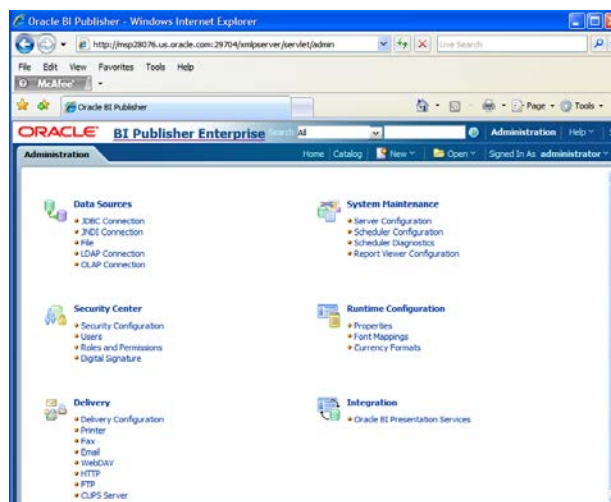 Oracle BI Publisher - Windows Internet Explorer
http://msp28076.us.oracle.com:29704/xmlpserver/servlet/admin
Live Search
File Edit View Favorites Tools Help
McAfee
Oracle BI Publisher
Page Tools
ORACLE BI Publisher Enterprise Search All Administration Help
Administration Home Catalog New Open Signed In As administrator
Data Sources
JDBC Connection
JNDI Connection
File
LDAP Connection
OLAP Connection
System Maintenance
Server Configuration
Scheduler Configuration
Scheduler Diagnostics
Report Viewer Configuration
Security Center
Security Configuration
Users
Roles and Permissions
Digital Signature
Runtime Configuration
Properties
Font Mappings
Currency Formats
Delivery
Delivery Configuration
Printer
Fax
Email
WebDAV
HTTP
FTP
CUPS Server
Integration
Oracle BI Presentation Services